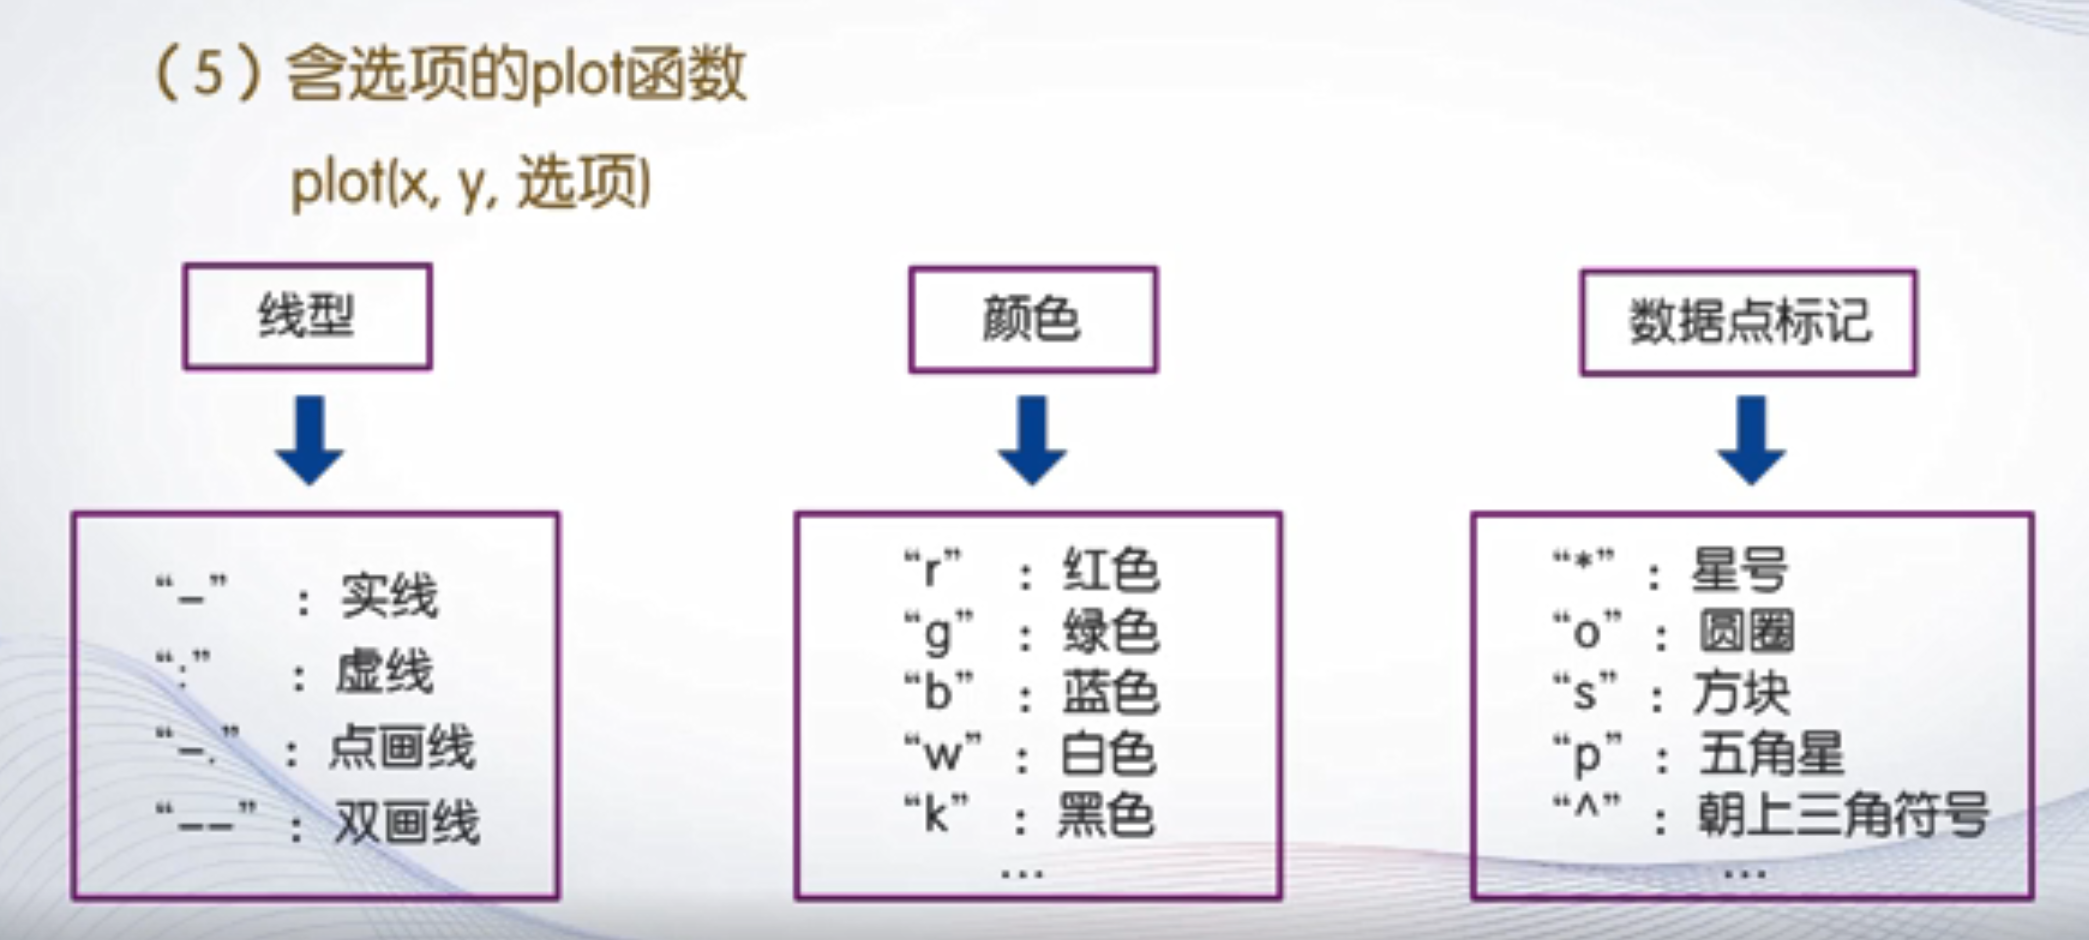 （5）含选项的plot函数
plot(x, y, 选项)
线型
“–” ：实线
“:” ：虚线
“–.” ：点画线
“––” ：双画线
颜色
“r” ：红色
“g” ：绿色
“b” ：蓝色
“w” ：白色
“k” ：黑色
…
数据点标记
“*” ：星号
“o” ：圆圈
“s” ：方块
“p” ：五角星
“^” ：朝上三角符号
…